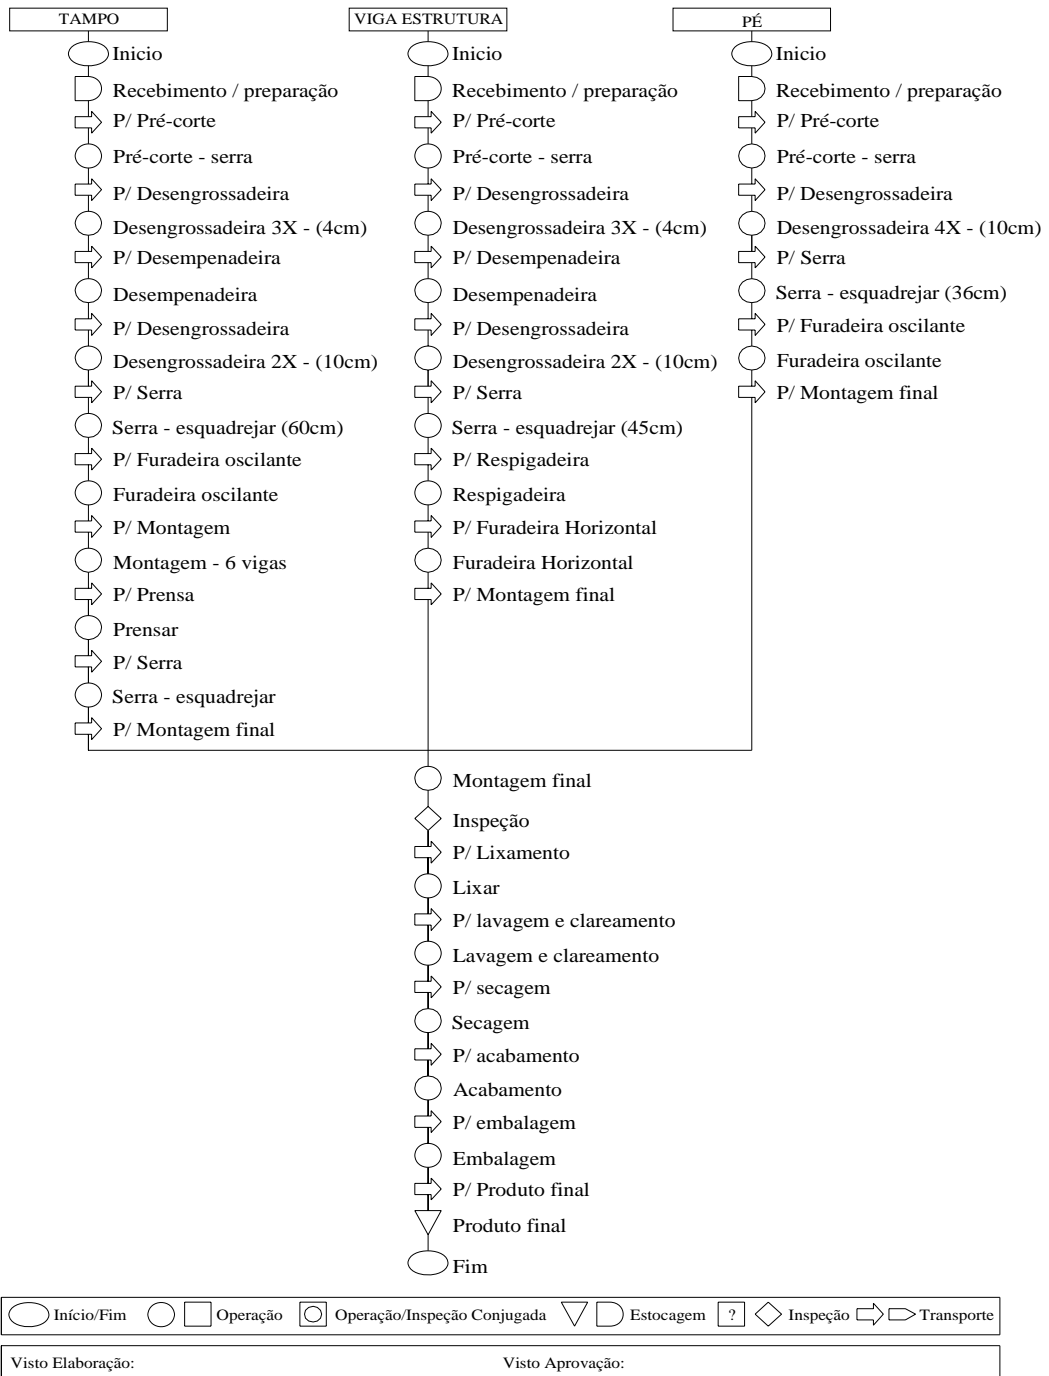 TAMPO
Inicio
Recebimento / preparação
P/ Pré-corte
Pré-corte - serra
P/ Desengrossadeira
Desengrossadeira 3X - (4cm)
P/ Desempenadeira
Desempenadeira
P/ Desengrossadeira
Desengrossadeira 2X - (10cm)
P/ Serra
Serra - esquadrejar (60cm)
P/ Furadeira oscilante
Furadeira oscilante
P/ Montagem
Montagem - 6 vigas
P/ Prensa
Prensar
P/ Serra
Serra - esquadrejar
P/ Montagem final
VIGA ESTRUTURA
Inicio
Recebimento / preparação
P/ Pré-corte
Pré-corte - serra
P/ Desengrossadeira
Desengrossadeira 3X - (4cm)
P/ Desempenadeira
Desempenadeira
P/ Desengrossadeira
Desengrossadeira 2X - (10cm)
P/ Serra
Serra - esquadrejar (45cm)
P/ Respigadeira
Respigadeira
P/ Furadeira Horizontal
Furadeira Horizontal
P/ Montagem final
PÉ
Inicio
Recebimento / preparação
P/ Pré-corte
Pré-corte - serra
P/ Desengrossadeira
Desengrossadeira 4X - (10cm)
P/ Serra
Serra - esquadrejar (36cm)
P/ Furadeira oscilante
Furadeira oscilante
P/ Montagem final
Montagem final
Inspeção
P/ Lixamento
Lixar
P/ lavagem e clareamento
Lavagem e clareamento
P/ secagem
Secagem
P/ acabamento
Acabamento
P/ embalagem
Embalagem
P/ Produto final
Produto final
Fim
Início/Fim Operação Operação/Inspeção Conjugada Estocagem ? Inspeção Transporte
Visto Elaboração: Visto Aprovação: